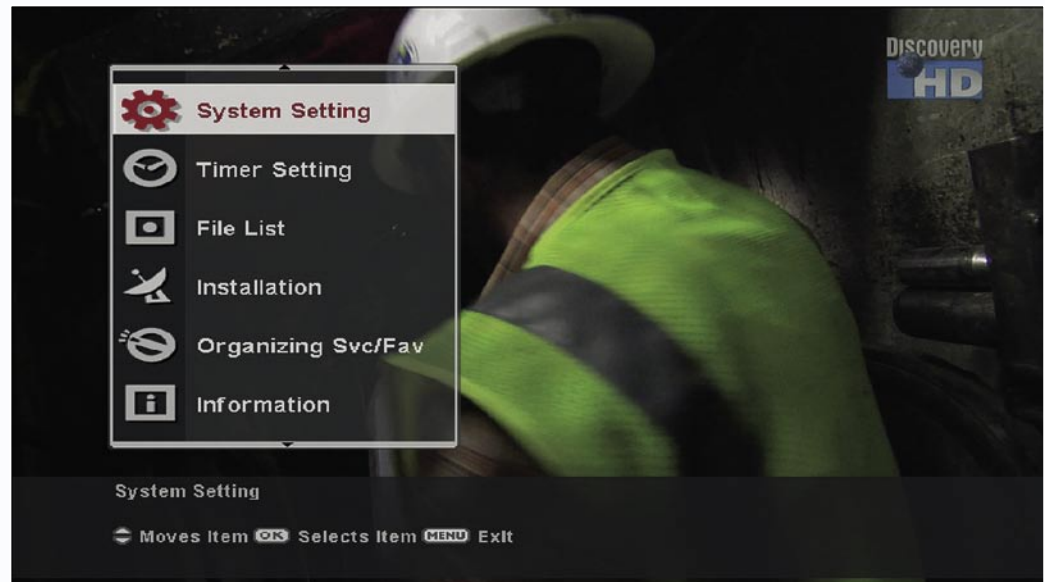 Discovery
HD
System Setting
Timer Setting
File List
Installation
Organizing Svc/Fav
Information
System Setting
Moves Item OK Selects Item MENU Exit